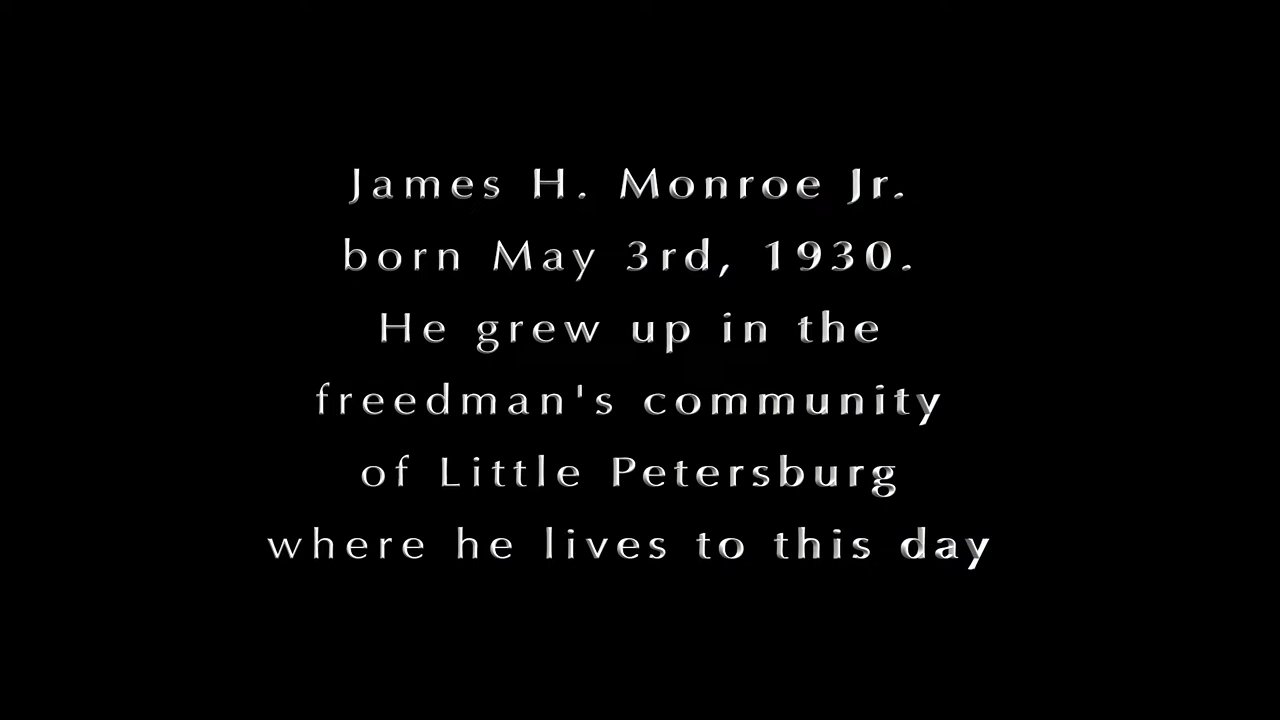 James H. Monroe Jr.
born May 3rd, 1930.
He grew up in the
freedman's community
of Little Petersburg
where he lives to this day